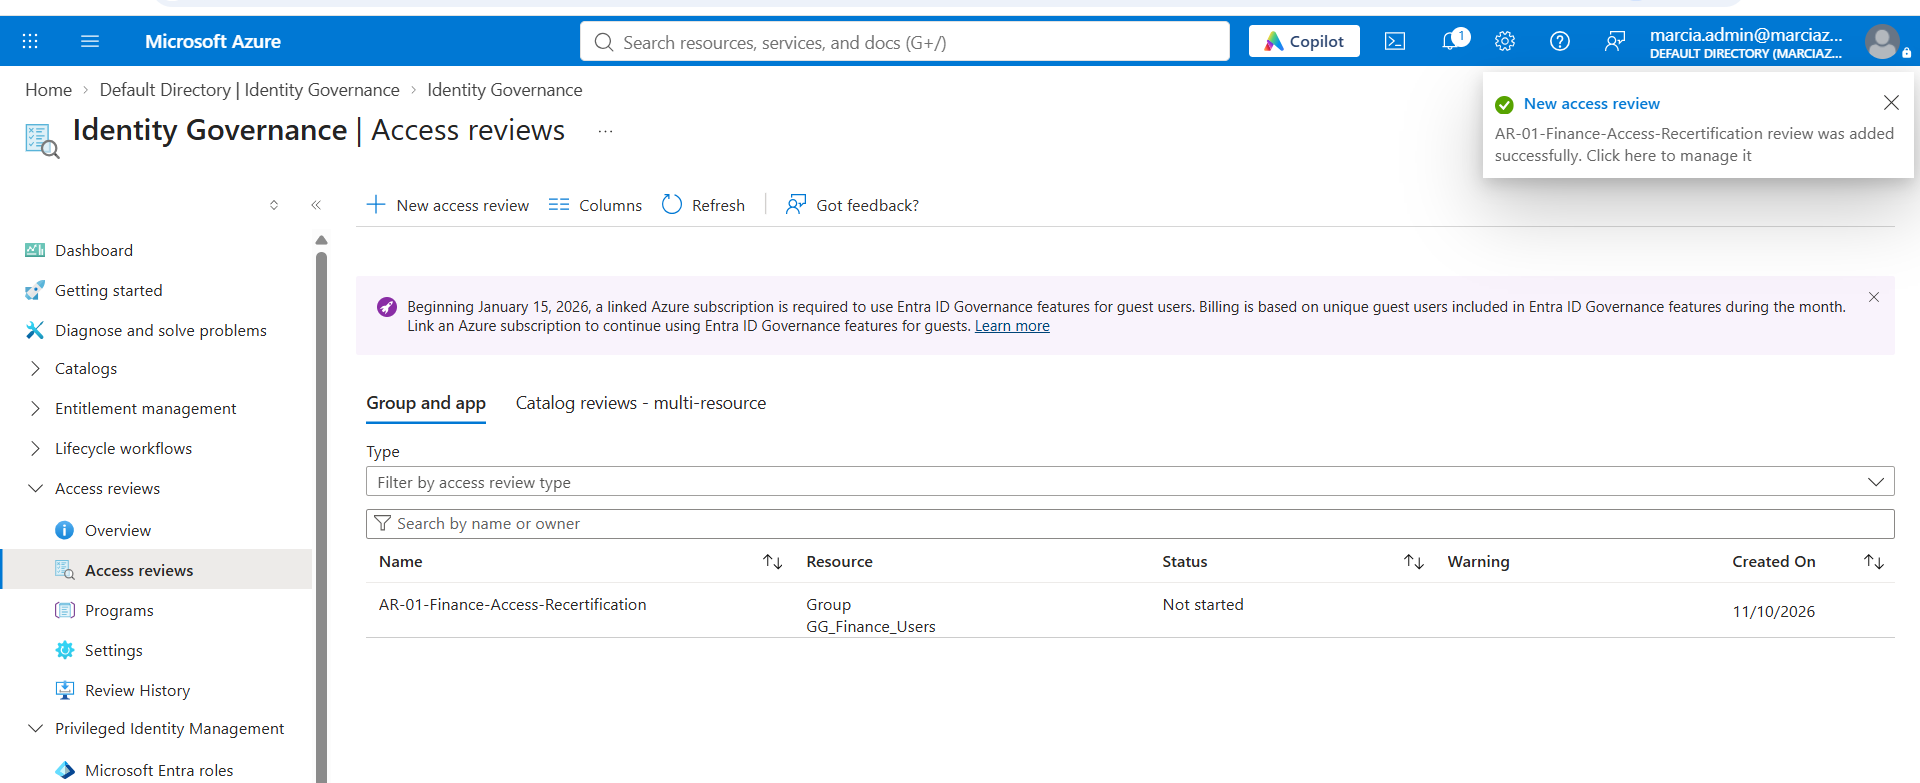 Microsoft Azure
Search resources, services, and docs (G+/)
Copilot
1
marcia.admin@marciaz...
DEFAULT DIRECTORY (MARCIAZ...
Home > Default Directory | Identity Governance > Identity Governance
Identity Governance | Access reviews ...
New access review
AR-01-Finance-Access-Recertification review was added
successfully. Click here to manage it
New access review
Columns
Refresh
Got feedback?
Dashboard
Getting started
Diagnose and solve problems
Catalogs
Entitlement management
Lifecycle workflows
Access reviews
Overview
Access reviews
Programs
Settings
Review History
Privileged Identity Management
Microsoft Entra roles
Beginning January 15, 2026, a linked Azure subscription is required to use Entra ID Governance features for guest users. Billing is based on unique guest users included in Entra ID Governance features during the month.
Link an Azure subscription to continue using Entra ID Governance features for guests. Learn more
Group and app
Catalog reviews - multi-resource
Type
Filter by access review type
Search by name or owner
Name Resource Status Warning Created On
AR-01-Finance-Access-Recertification Group Not started 11/10/2026
GG_Finance_Users